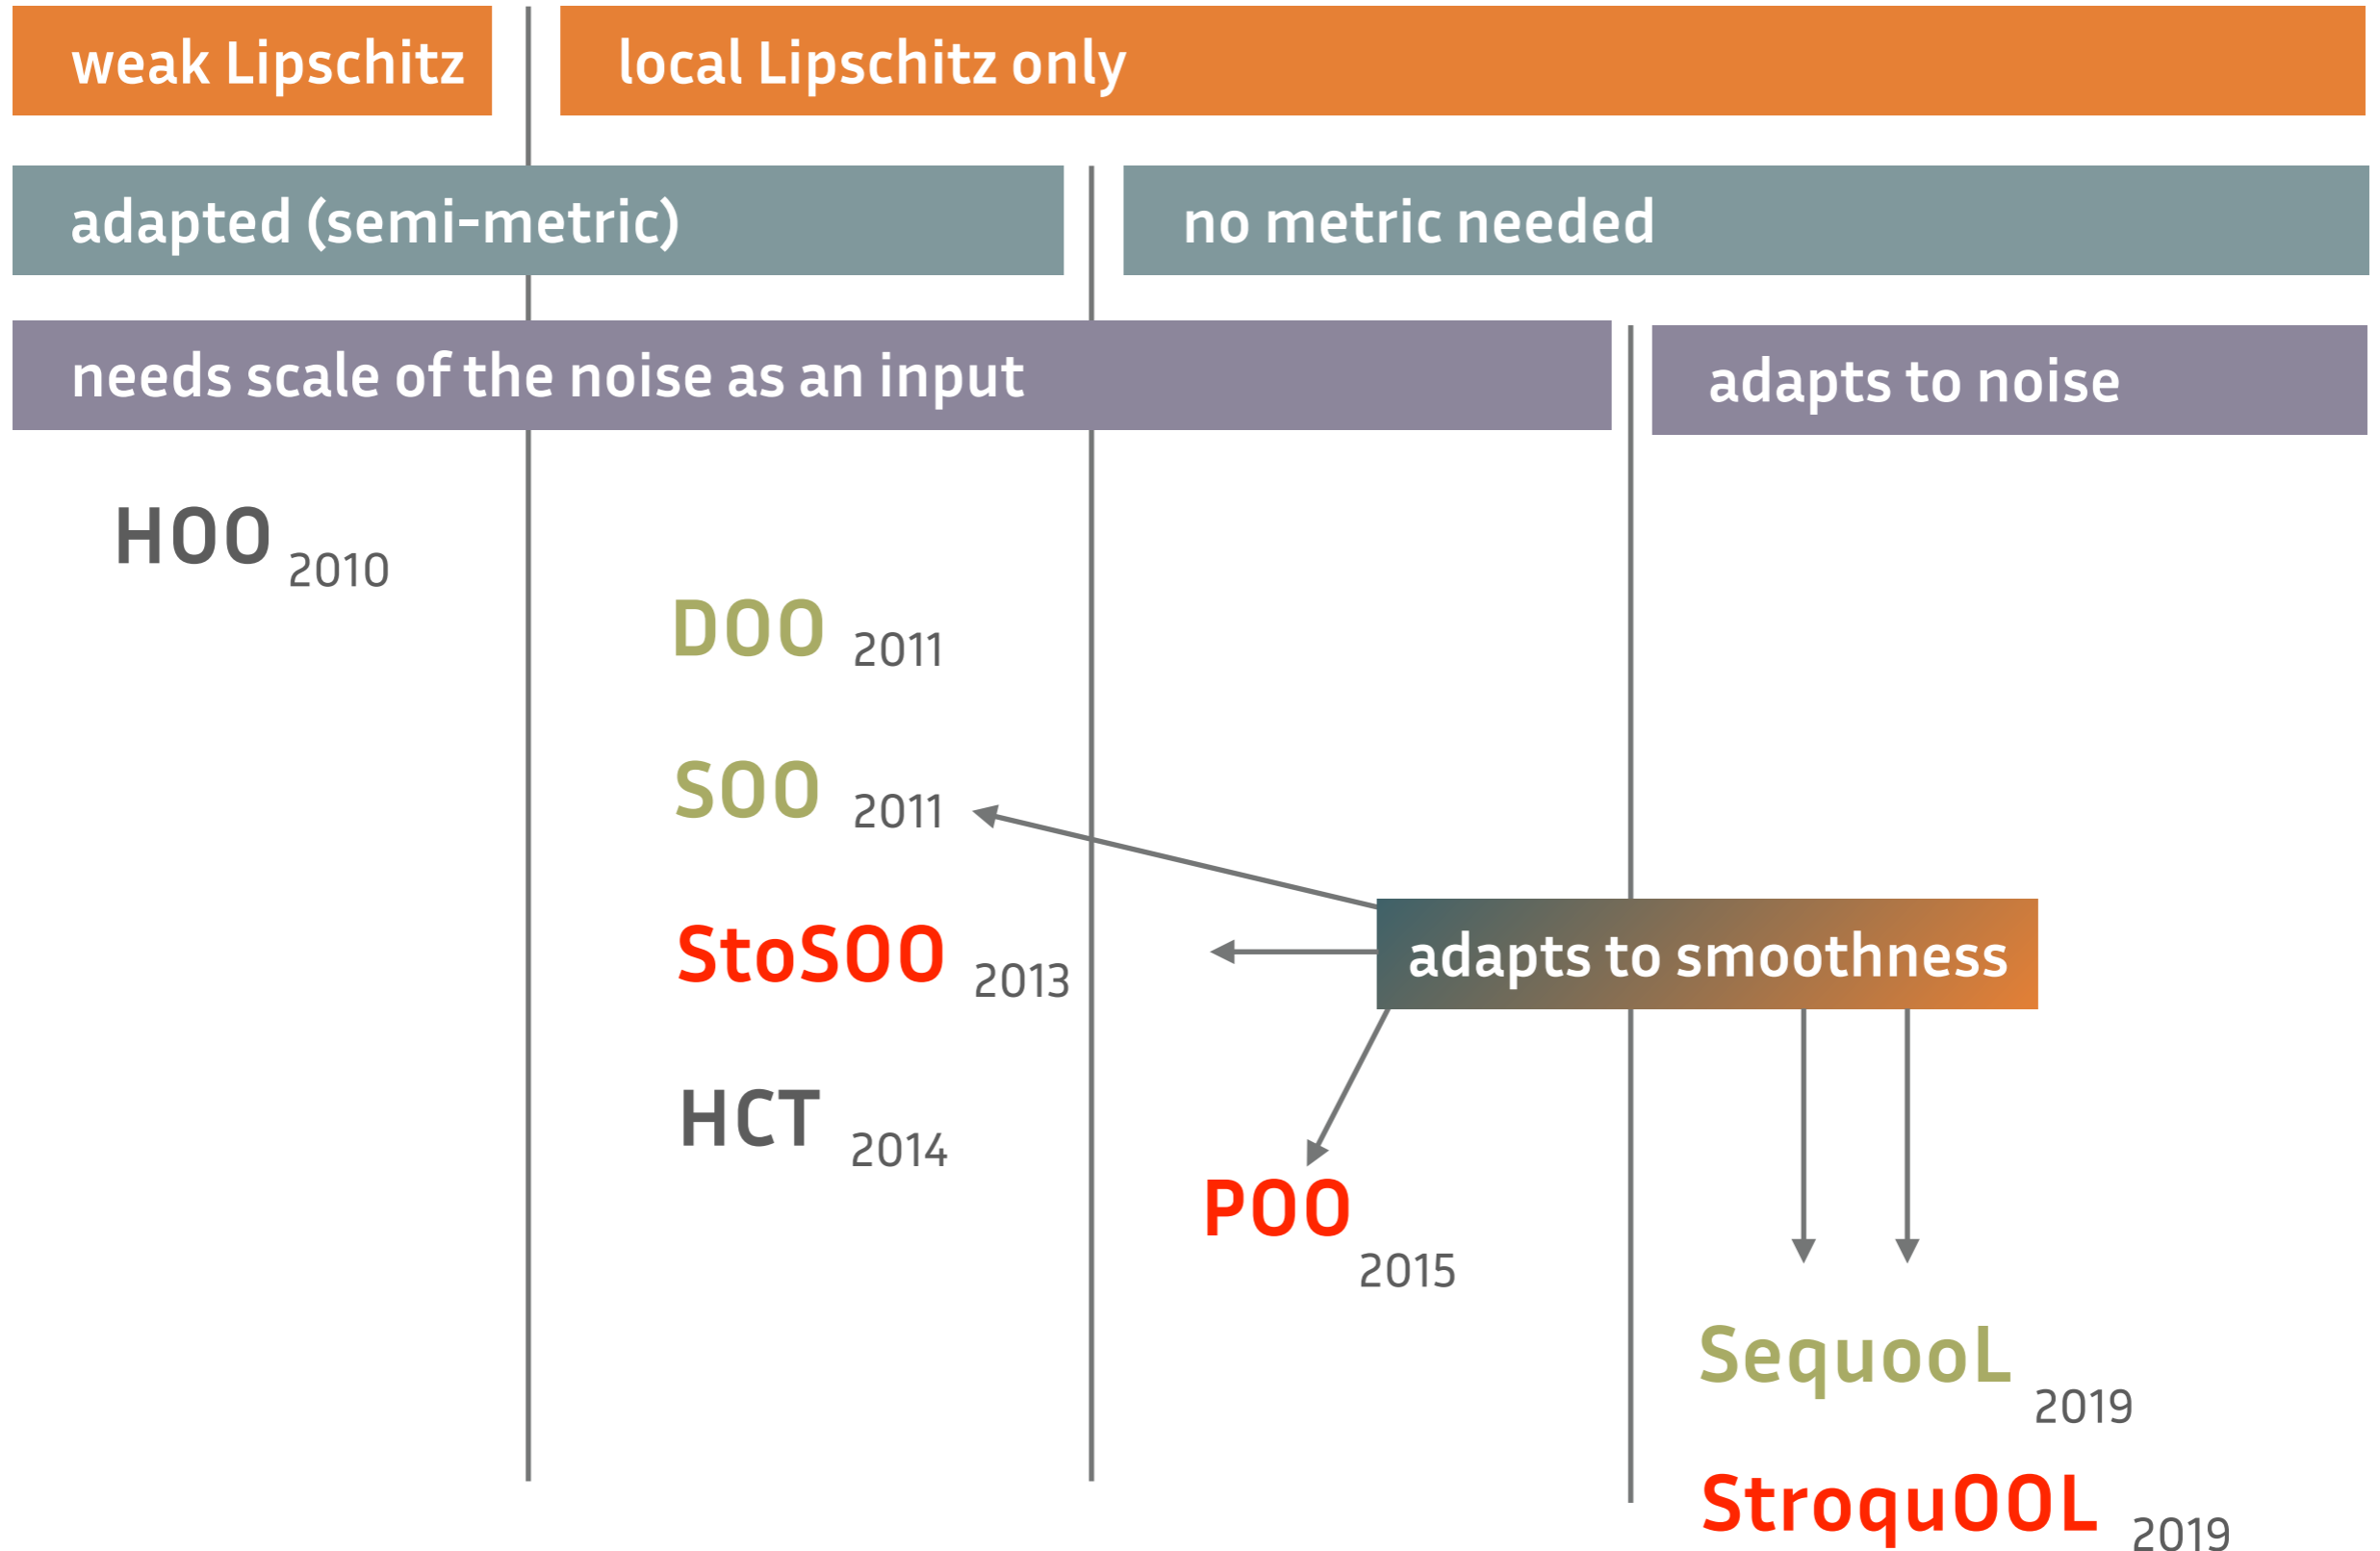 weak Lipschitz
local Lipschitz only
adapted (semi-metric)
no metric needed
needs scale of the noise as an input
adapts to noise
HOO 2010
DOO 2011
SOO 2011
StoSOO 2013
adapts to smoothness
HCT 2014
POO 2015
SequooL 2019
StroquOOL 2019